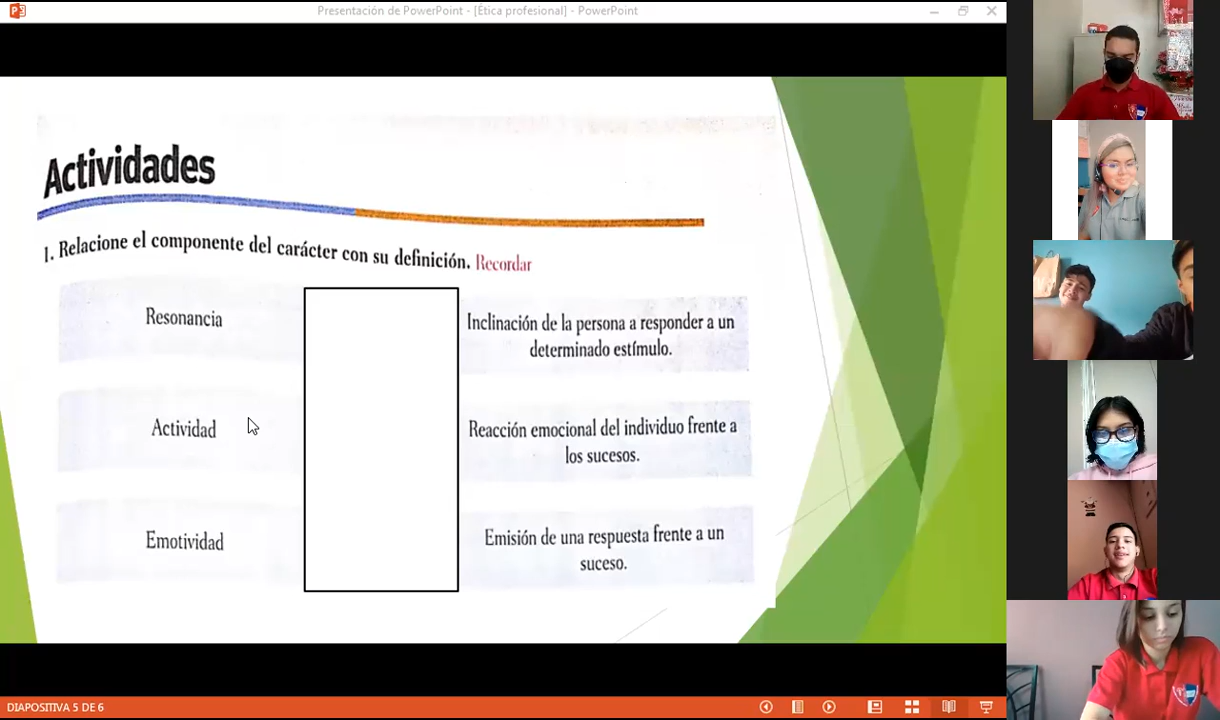 Presentación de PowerPoint - [Ética profesional] - PowerPoint
Actividades
1. Relacione el componente del carácter con su definición. Recordar
Resonancia
Inclinación de la persona a responder a un
determinado estímulo.
Actividad
Reacción emocional del individuo frente a
los sucesos.
Emotividad
Emisión de una respuesta frente a un
suceso.
DIAPOSITIVA 5 DE 6